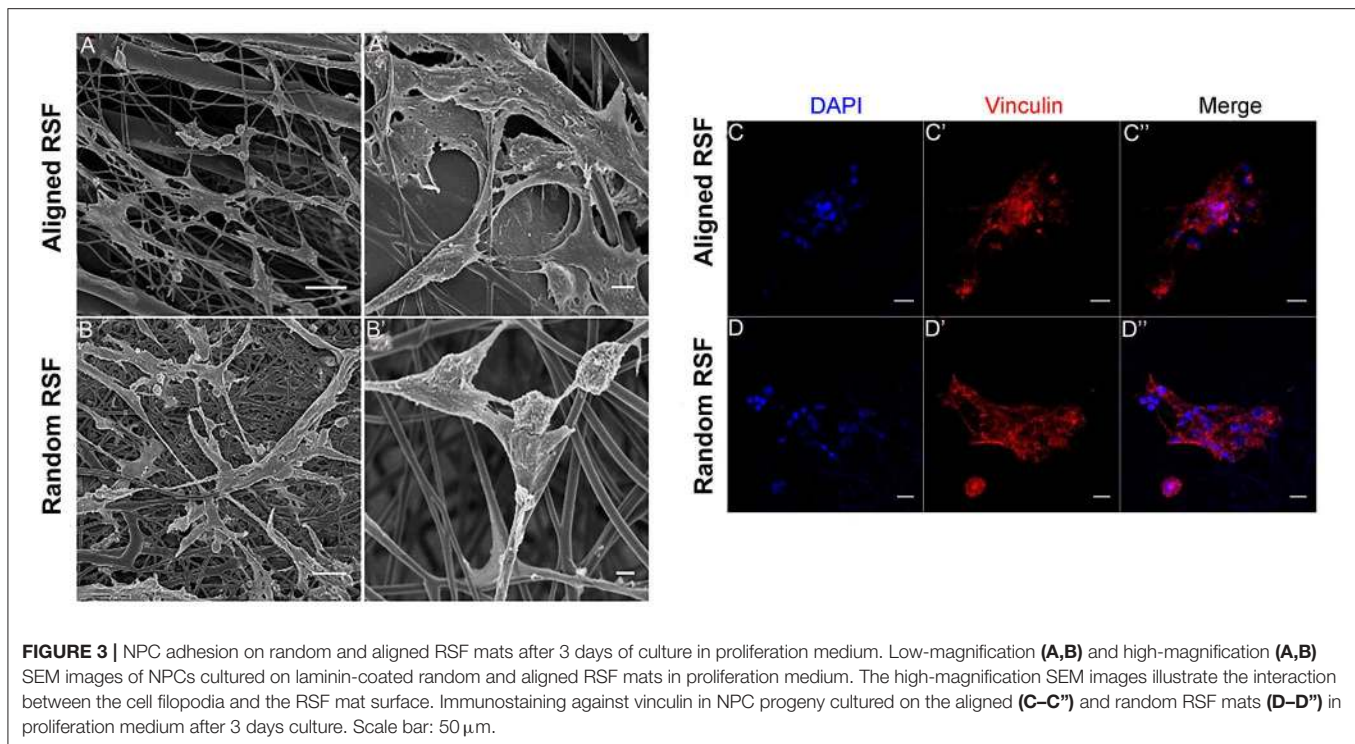 A
A'
Aligned RSF
B
B'
Random RSF
DAPI
Vinculin
Merge
C
C'
C''
Aligned RSF
D
D'
D''
Random RSF
FIGURE 3 | NPC adhesion on random and aligned RSF mats after 3 days of culture in proliferation medium. Low-magnification (A,B) and high-magnification (A,B)
SEM images of NPCs cultured on laminin-coated random and aligned RSF mats in proliferation medium. The high-magnification SEM images illustrate the interaction
between the cell filopodia and the RSF mat surface. Immunostaining against vinculin in NPC progeny cultured on the aligned (C–C”) and random RSF mats (D–D”) in
proliferation medium after 3 days culture. Scale bar: 50 μm.